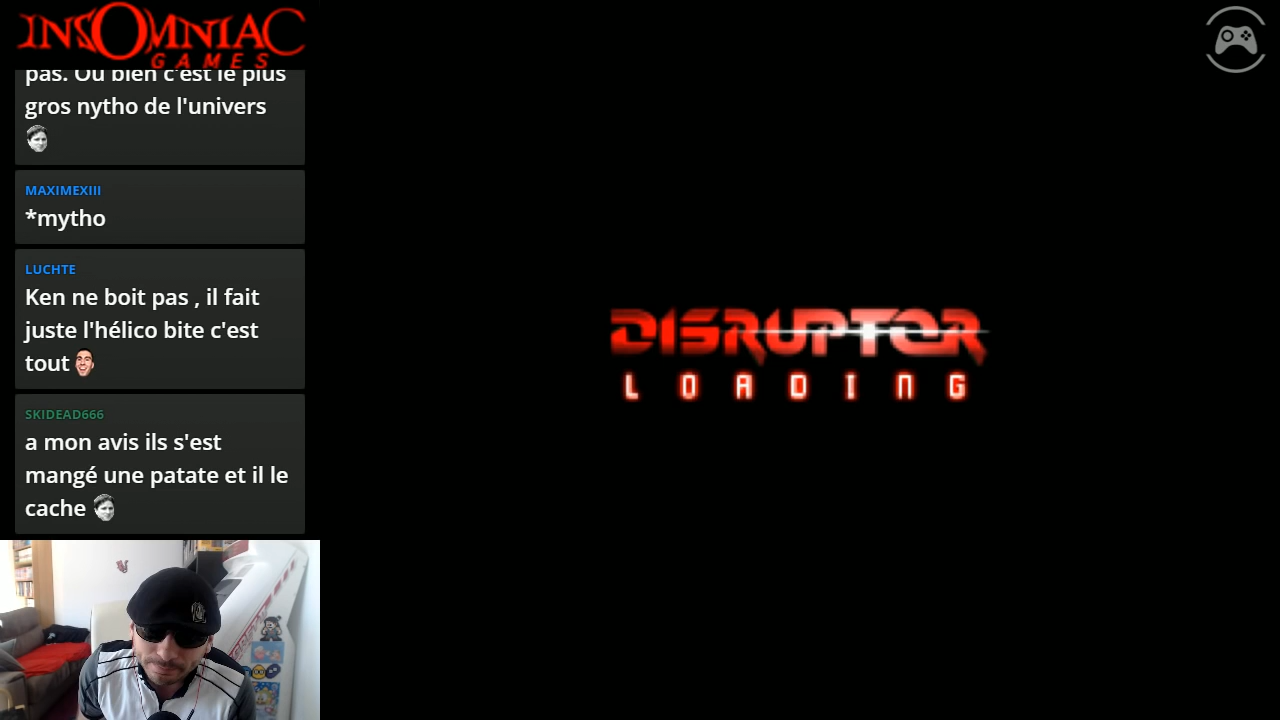 INSOMNIAC
GAMES
pas. Ou bien c'est le plus
gros nytho de l'univers
MAXIMEXIII
*mytho
LUCHTE
Ken ne boit pas , il fait
juste l'hélico bite c'est
tout
SKIDEAD666
a mon avis ils s'est
mangé une patate et il le
cache
DISRUPTOR
LOADING